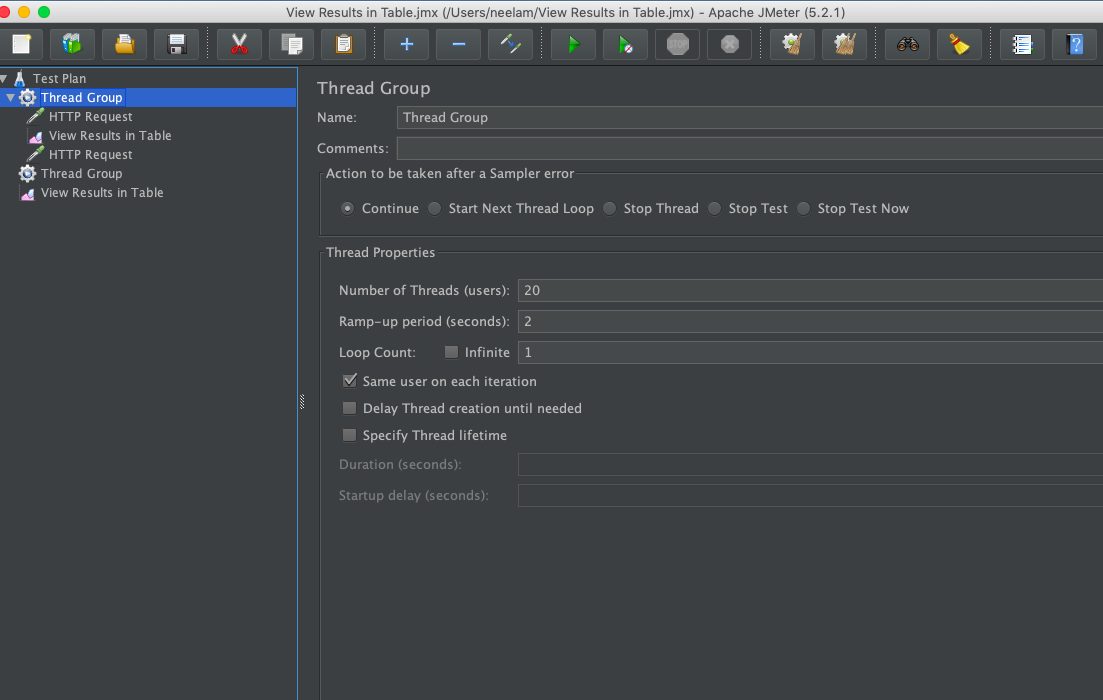 View Results in Table.jmx (/Users/neelam/View Results in Table.jmx) - Apache JMeter (5.2.1)
STOP
Test Plan
Thread Group
HTTP Request
View Results in Table
HTTP Request
Thread Group
View Results in Table
Thread Group
Name: Thread Group
Comments:
Action to be taken after a Sampler error
Continue Start Next Thread Loop Stop Thread Stop Test Stop Test Now
Thread Properties
Number of Threads (users): 20
Ramp-up period (seconds): 2
Loop Count: Infinite 1
Same user on each iteration
Delay Thread creation until needed
Specify Thread lifetime
Duration (seconds):
Startup delay (seconds):